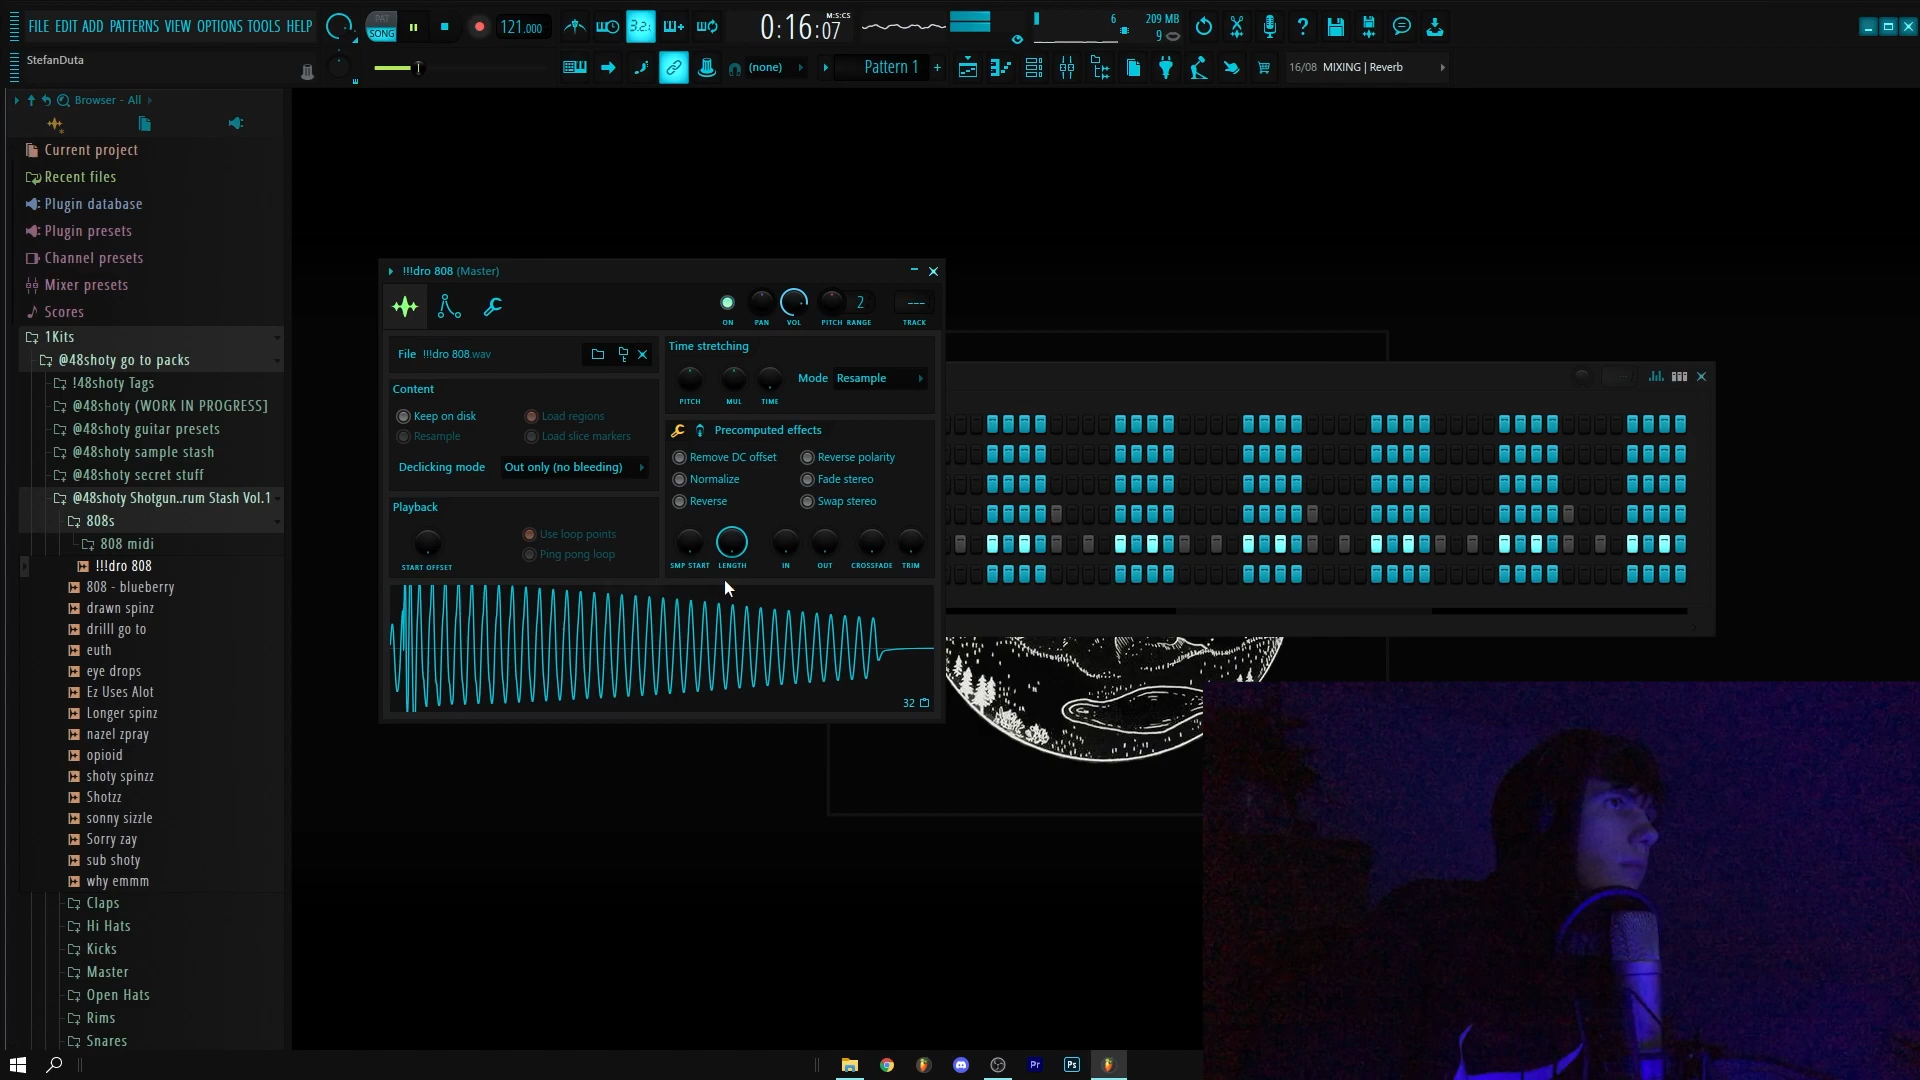 FILE EDIT ADD PATTERNS VIEW OPTIONS TOOLS HELP
PAT
SONG
121.000
3.2.
0:16:07
M:S:CS
6
209 MB
9
StefanDuta
(none)
Pattern 1
+
16/08 MIXING | Reverb
Browser - All
Current project
Recent files
Plugin database
Plugin presets
Channel presets
Mixer presets
Scores
1Kits
@48shoty go to packs
!48shoty Tags
@48shoty (WORK IN PROGRESS]
@48shoty guitar presets
@48shoty sample stash
@48shoty secret stuff
@48shoty Shotgun..rum Stash Vol.1
808s
808 midi
!!!dro 808
808 - blueberry
drawn spinz
drilll go to
euth
eye drops
Ez Uses Alot
Longer spinz
nazel zpray
opioid
shoty spinzz
Shotzz
sonny sizzle
Sorry zay
sub shoty
why emmm
Claps
Hi Hats
Kicks
Master
Open Hats
Rims
Snares
!!!dro 808 (Master)
2
---
ON PAN VOL PITCH RANGE TRACK
File !!!dro 808.wav
Content
Keep on disk
Load regions
Resample
Load slice markers
Declicking mode Out only (no bleeding)
Playback
Use loop points
Ping pong loop
START OFFSET
Time stretching
Mode Resample
PITCH MUL TIME
Precomputed effects
Remove DC offset
Reverse polarity
Normalize
Fade stereo
Reverse
Swap stereo
SMP START LENGTH IN OUT CROSSFADE TRIM
32
Pr
Ps